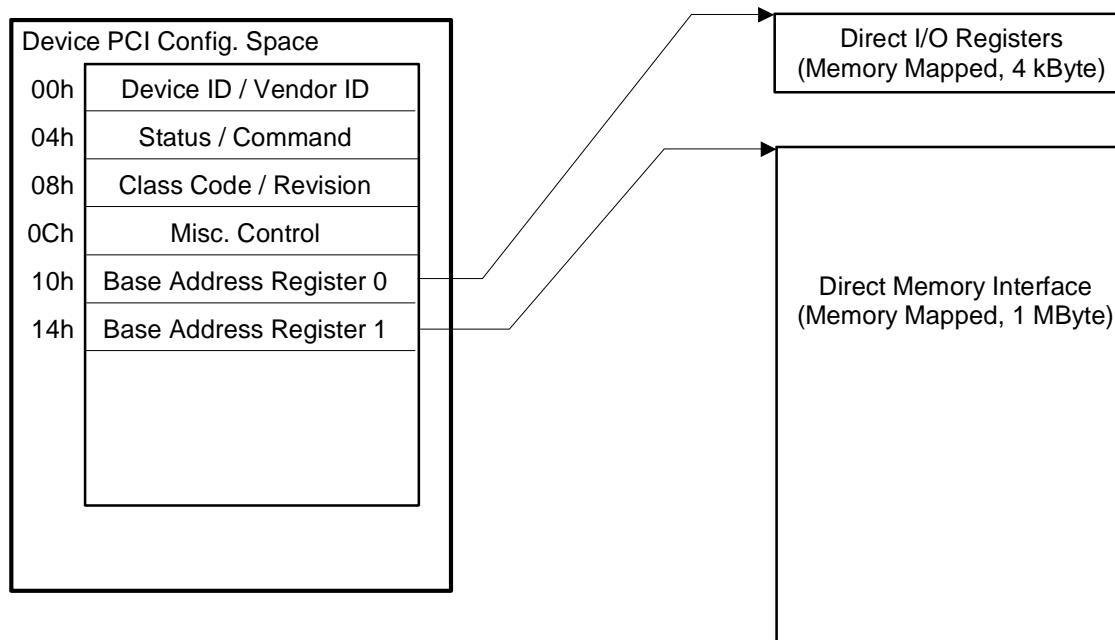 Device PCI Config. Space
00h Device ID / Vendor ID
04h Status / Command
08h Class Code / Revision
0Ch Misc. Control
10h Base Address Register 0
14h Base Address Register 1
Direct I/O Registers
(Memory Mapped, 4 kByte)
Direct Memory Interface
(Memory Mapped, 1 MByte)